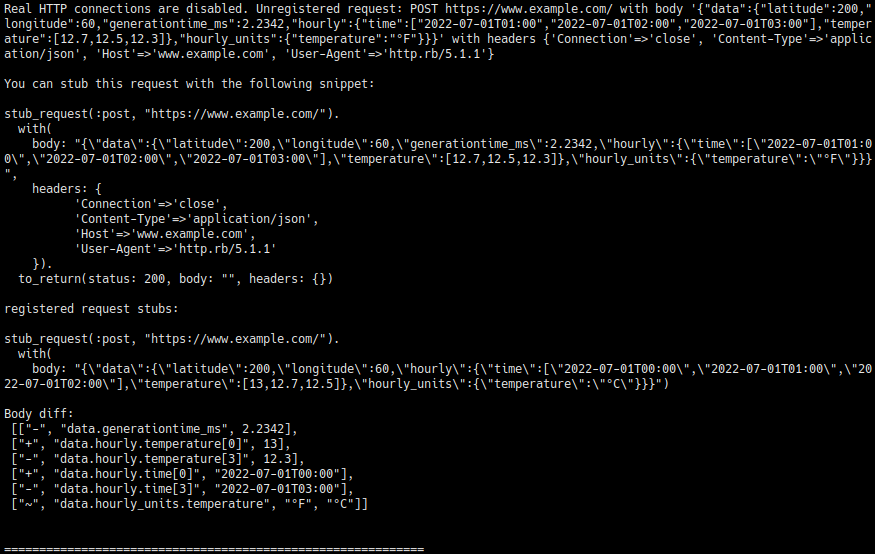 Real HTTP connections are disabled. Unregistered request: POST https://www.example.com/ with body '{"data":{"latitude":200,"
longitude":60,"generationtime_ms":2.2342,"hourly":{"time":["2022-07-01T01:00","2022-07-01T02:00","2022-07-01T03:00"],"temper
ature":[12.7,12.5,12.3]},"hourly_units":{"temperature":"°F"}}}' with headers {'Connection'=>'close', 'Content-Type'=>'applic
ation/json', 'Host'=>'www.example.com', 'User-Agent'=>'http.rb/5.1.1'}
You can stub this request with the following snippet:
stub_request(:post, "https://www.example.com/").
  with(
    body: "{\"data\":{\"latitude\":200,\"longitude\":60,\"generationtime_ms\":2.2342,\"hourly\":{\"time\":[\"2022-07-01T01:0
0\",\"2022-07-01T02:00\",\"2022-07-01T03:00\"],\"temperature\":[12.7,12.5,12.3]},\"hourly_units\":{\"temperature\":\"°F\"}}}
",
    headers: {
          'Connection'=>'close',
          'Content-Type'=>'application/json',
          'Host'=>'www.example.com',
          'User-Agent'=>'http.rb/5.1.1'
    }).
  to_return(status: 200, body: "", headers: {})
registered request stubs:
stub_request(:post, "https://www.example.com/").
  with(
    body: "{\"data\":{\"latitude\":200,\"longitude\":60,\"hourly\":{\"time\":[\"2022-07-01T00:00\",\"2022-07-01T01:00\",\"20
22-07-01T02:00\"],\"temperature\":[13,12.7,12.5]},\"hourly_units\":{\"temperature\":\"°C\"}}}")
Body diff:
 [["-", "data.generationtime_ms", 2.2342],
 ["+", "data.hourly.temperature[0]", 13],
 ["-", "data.hourly.temperature[3]", 12.3],
 ["+", "data.hourly.time[0]", "2022-07-01T00:00"],
 ["-", "data.hourly.time[3]", "2022-07-01T03:00"],
 ["~", "data.hourly_units.temperature", "°F", "°C"]]
============================================================